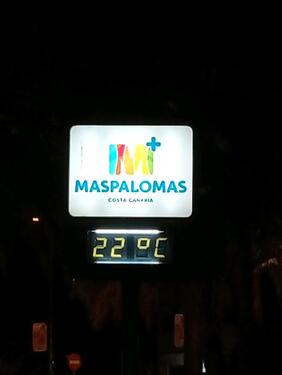 M+
MASPALOMAS
COSTA CANARIA
22 ºC